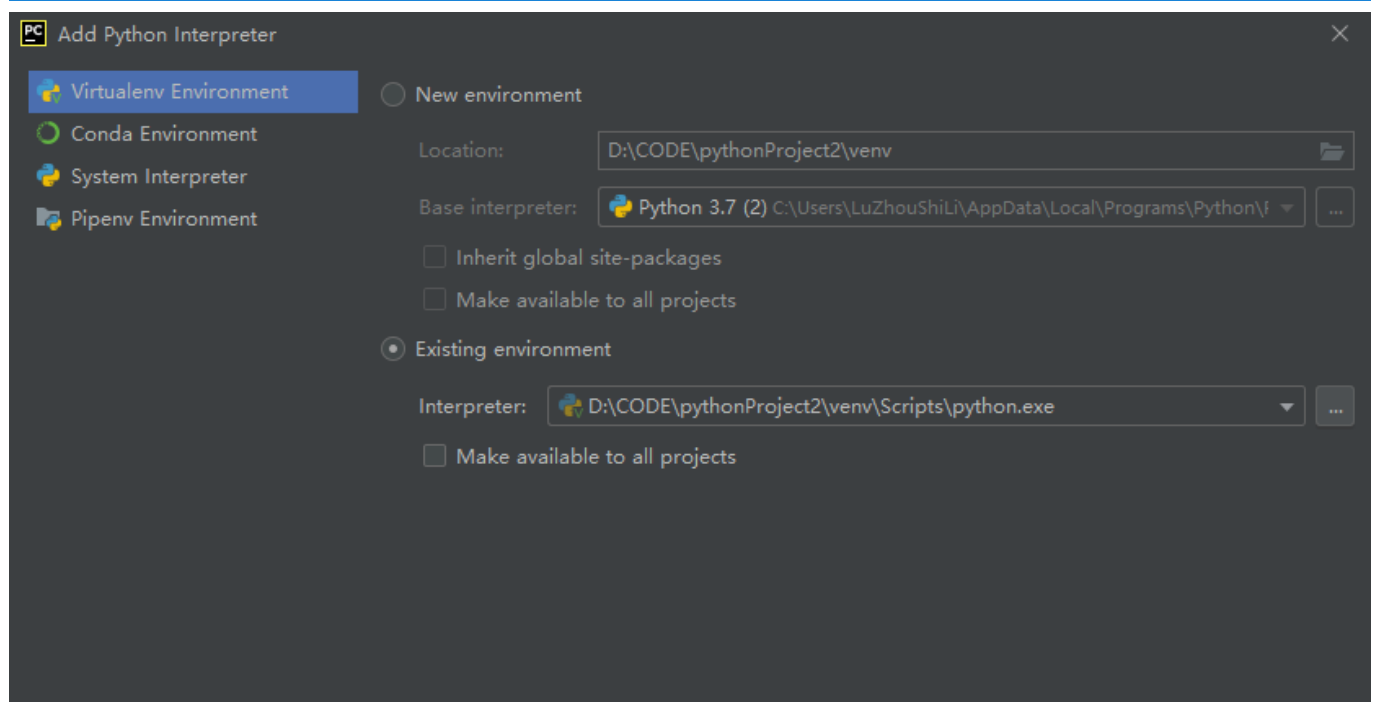 PC Add Python Interpreter
Virtualenv Environment
Conda Environment
System Interpreter
Pipenv Environment
New environment
Location: D:\CODE\pythonProject2\venv
Base interpreter: Python 3.7 (2) C:\Users\LuZhouShiLi\AppData\Local\Programs\Python\ ...
Inherit global site-packages
Make available to all projects
Existing environment
Interpreter: D:\CODE\pythonProject2\venv\Scripts\python.exe ...
Make available to all projects